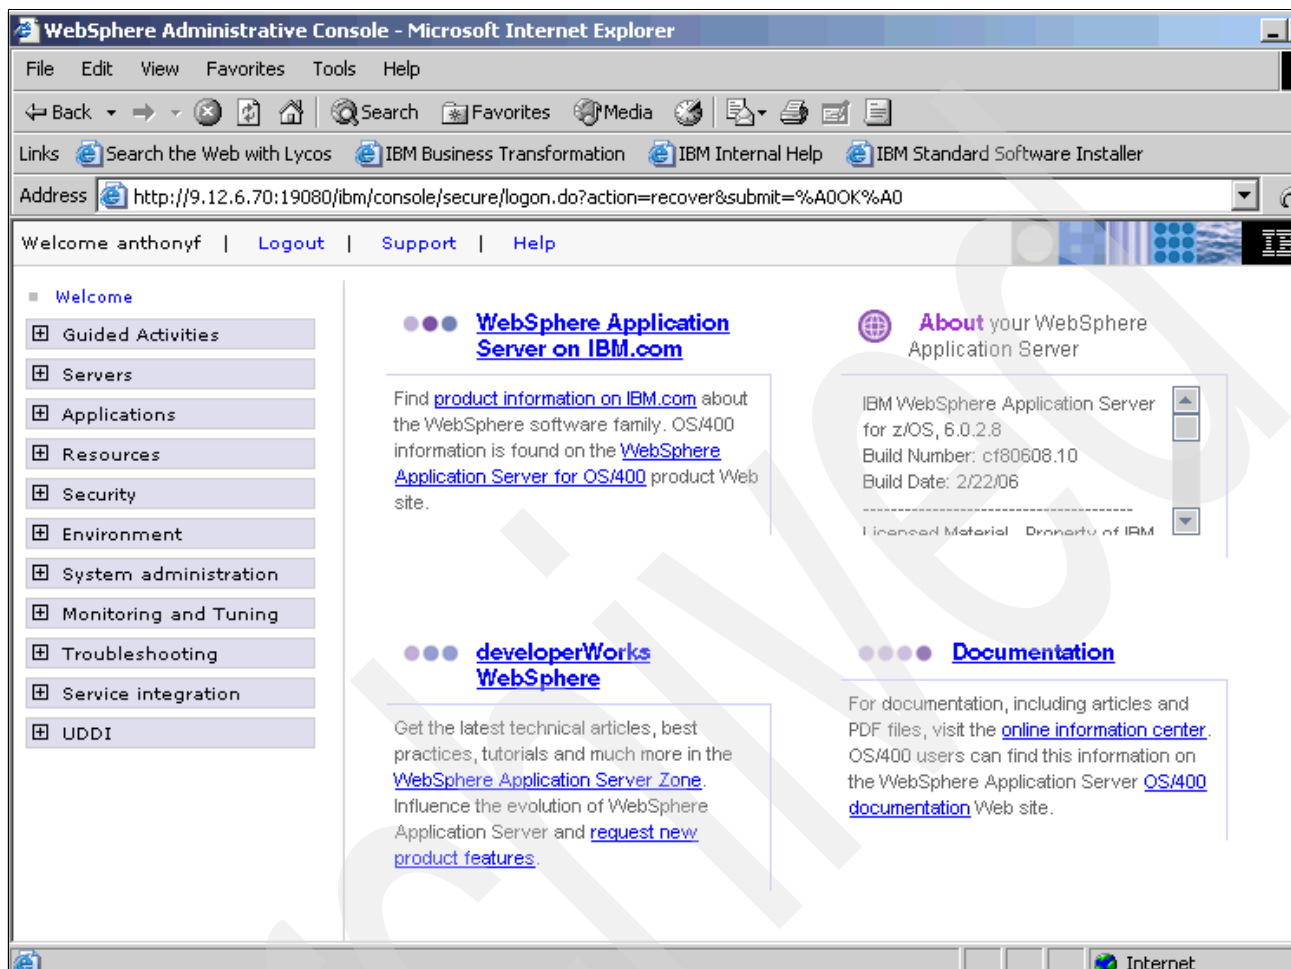 WebSphere Administrative Console - Microsoft Internet Explorer
File Edit View Favorites Tools Help
Back Search Favorites Media
Links Search the Web with Lycos IBM Business Transformation IBM Internal Help IBM Standard Software Installer
Address http://9.12.6.70:19080/ibm/console/secure/logon.do?action=recover&submit=%A0OK%A0
Welcome anthonyf | Logout | Support | Help
Welcome
Guided Activities
Servers
Applications
Resources
Security
Environment
System administration
Monitoring and Tuning
Troubleshooting
Service integration
UDDI
WebSphere Application
Server on IBM.com
Find product information on IBM.com about
the WebSphere software family. OS/400
information is found on the WebSphere
Application Server for OS/400 product Web
site.
About your WebSphere
Application Server
IBM WebSphere Application Server
for z/OS, 6.0.2.8
Build Number: cf80608.10
Build Date: 2/22/06
----------------------------------------
Licensed Material Property of IBM
developerWorks
WebSphere
Get the latest technical articles, best
practices, tutorials and much more in the
WebSphere Application Server Zone.
Influence the evolution of WebSphere
Application Server and request new
product features.
Documentation
For documentation, including articles and
PDF files, visit the online information center.
OS/400 users can find this information on
the WebSphere Application Server OS/400
documentation Web site.
Internet